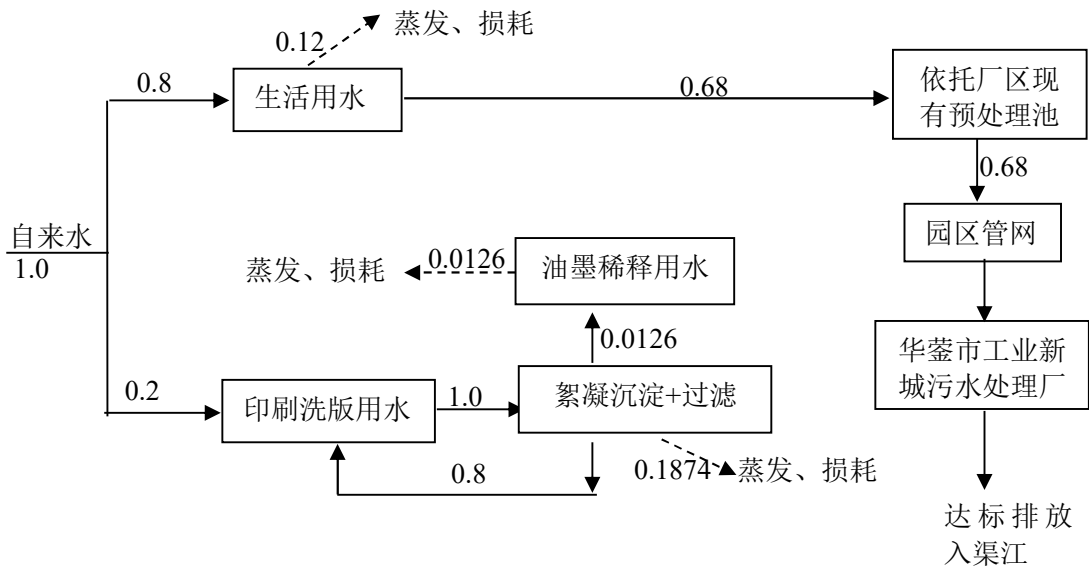 蒸发、损耗
0.12
0.8
生活用水
0.68
依托厂区现
有预处理池
0.68
自来水
1.0
园区管网
蒸发、损耗
0.0126
油墨稀释用水
0.0126
华蓥市工业新
城污水处理厂
0.2
印刷洗版用水
1.0
絮凝沉淀+过滤
0.8
0.1874
蒸发、损耗
达标排放
入渠江